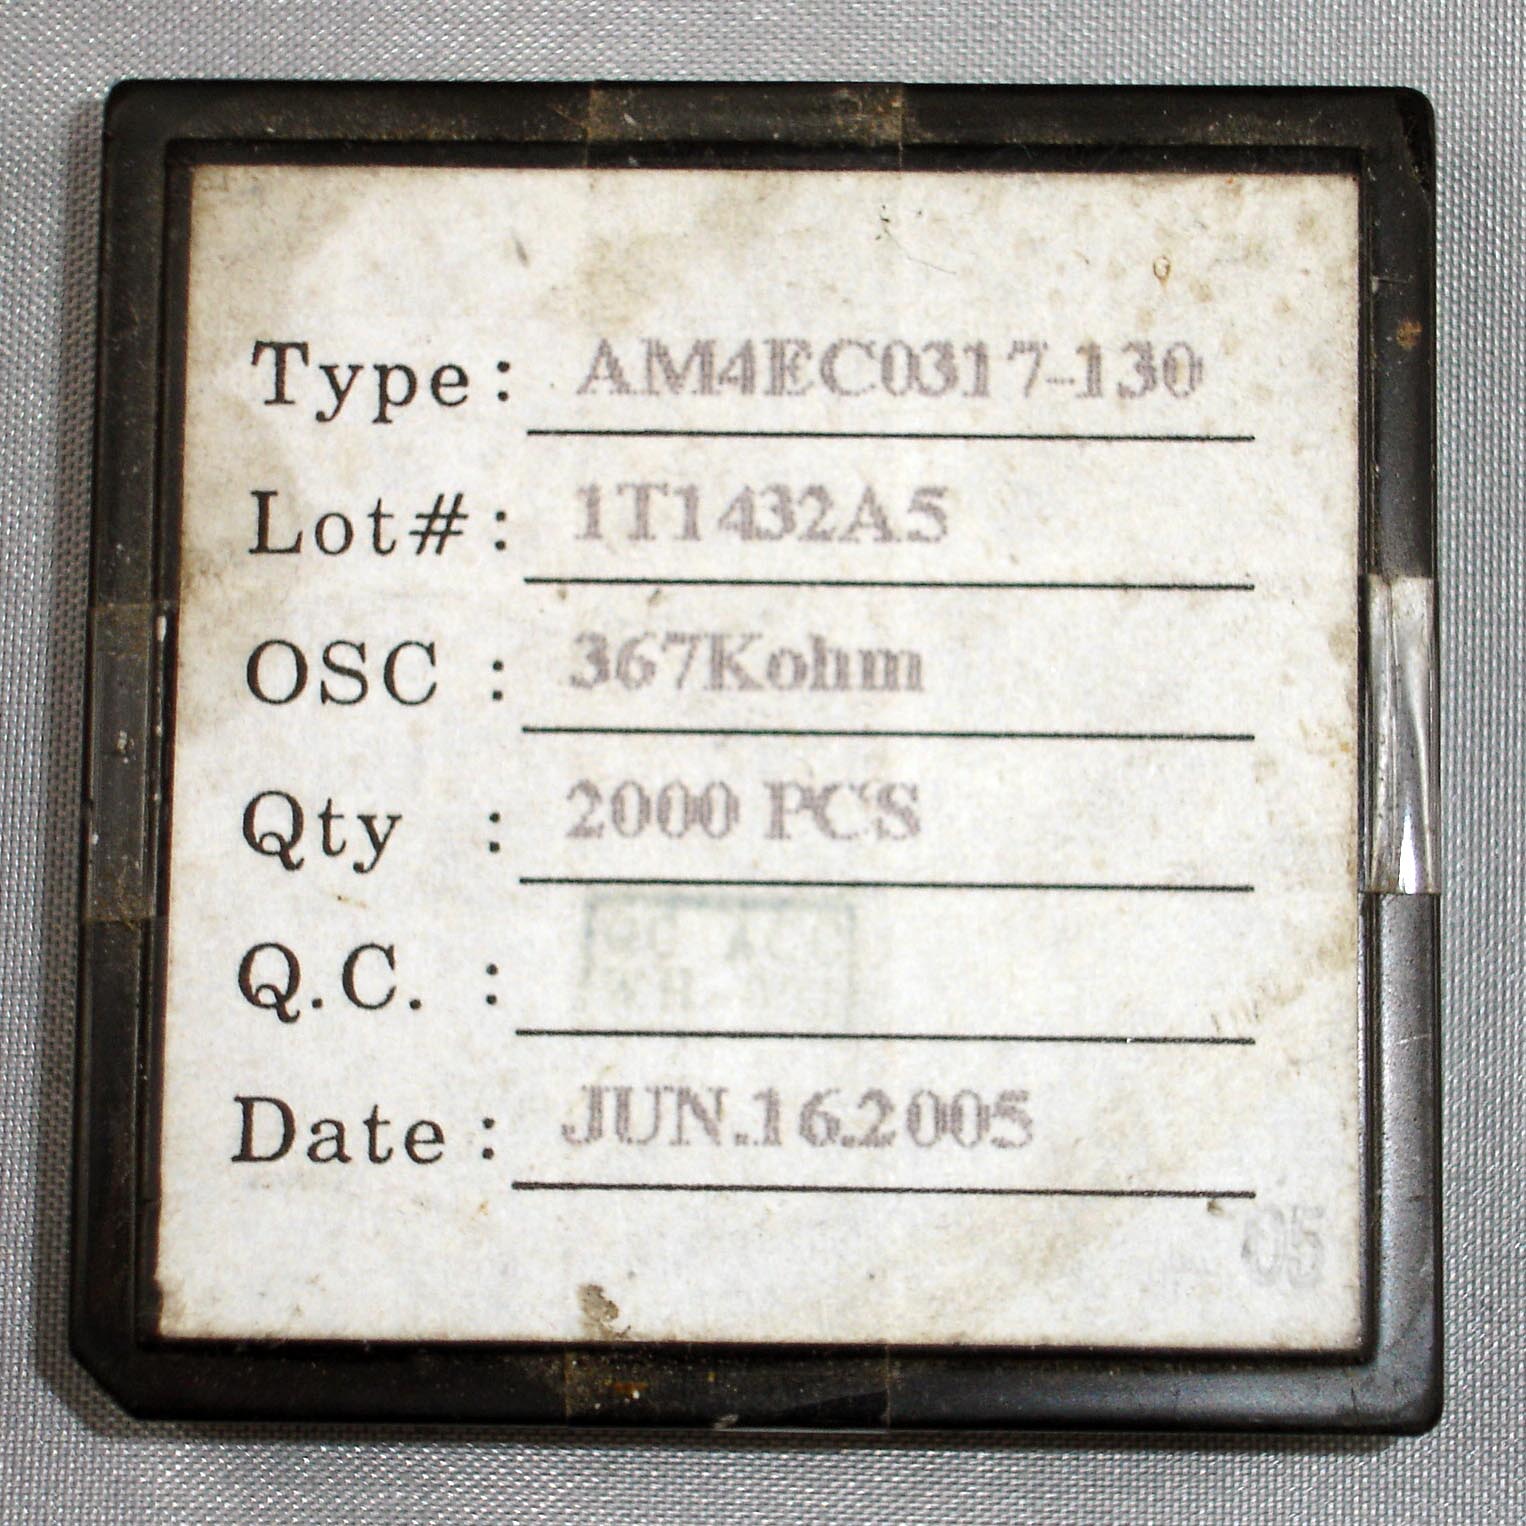 Type: AM4EC0317-130
Lot#: 1T1432A5
OSC : 367Kohm
Qty : 2000 PCS
Q.C. :
Date: JUN.16.2005
05